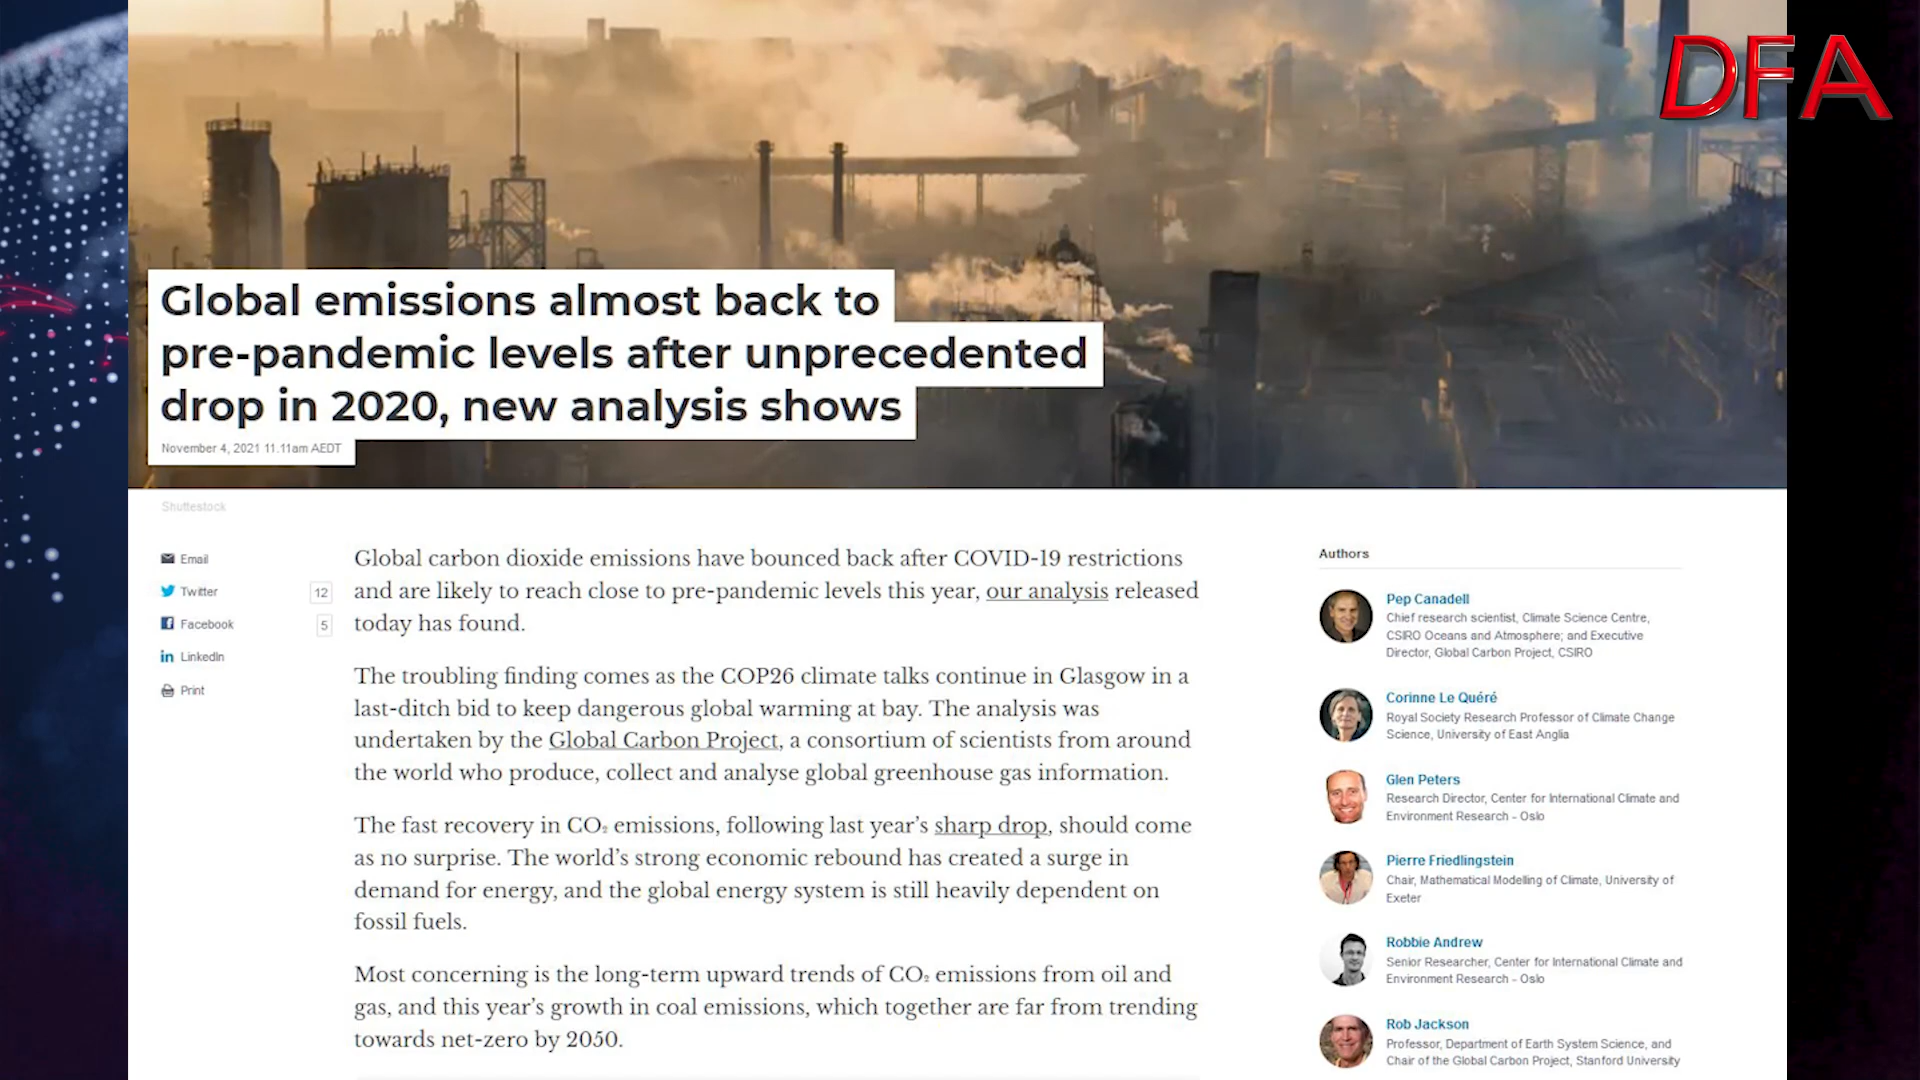 DFA
Global emissions almost back to
pre-pandemic levels after unprecedented
drop in 2020, new analysis shows
November 4, 2021 11.11am AEDT
Shutterstock
Email
Twitter 12
Facebook 5
LinkedIn
Print
Global carbon dioxide emissions have bounced back after COVID-19 restrictions
and are likely to reach close to pre-pandemic levels this year, our analysis released
today has found.
The troubling finding comes as the COP26 climate talks continue in Glasgow in a
last-ditch bid to keep dangerous global warming at bay. The analysis was
undertaken by the Global Carbon Project, a consortium of scientists from around
the world who produce, collect and analyse global greenhouse gas information.
The fast recovery in CO₂ emissions, following last year’s sharp drop, should come
as no surprise. The world’s strong economic rebound has created a surge in
demand for energy, and the global energy system is still heavily dependent on
fossil fuels.
Most concerning is the long-term upward trends of CO₂ emissions from oil and
gas, and this year’s growth in coal emissions, which together are far from trending
towards net-zero by 2050.
Authors
Pep Canadell
Chief research scientist, Climate Science Centre,
CSIRO Oceans and Atmosphere; and Executive
Director, Global Carbon Project, CSIRO
Corinne Le Quéré
Royal Society Research Professor of Climate Change
Science, University of East Anglia
Glen Peters
Research Director, Center for International Climate and
Environment Research - Oslo
Pierre Friedlingstein
Chair, Mathematical Modelling of Climate, University of
Exeter
Robbie Andrew
Senior Researcher, Center for International Climate and
Environment Research - Oslo
Rob Jackson
Professor, Department of Earth System Science, and
Chair of the Global Carbon Project, Stanford University